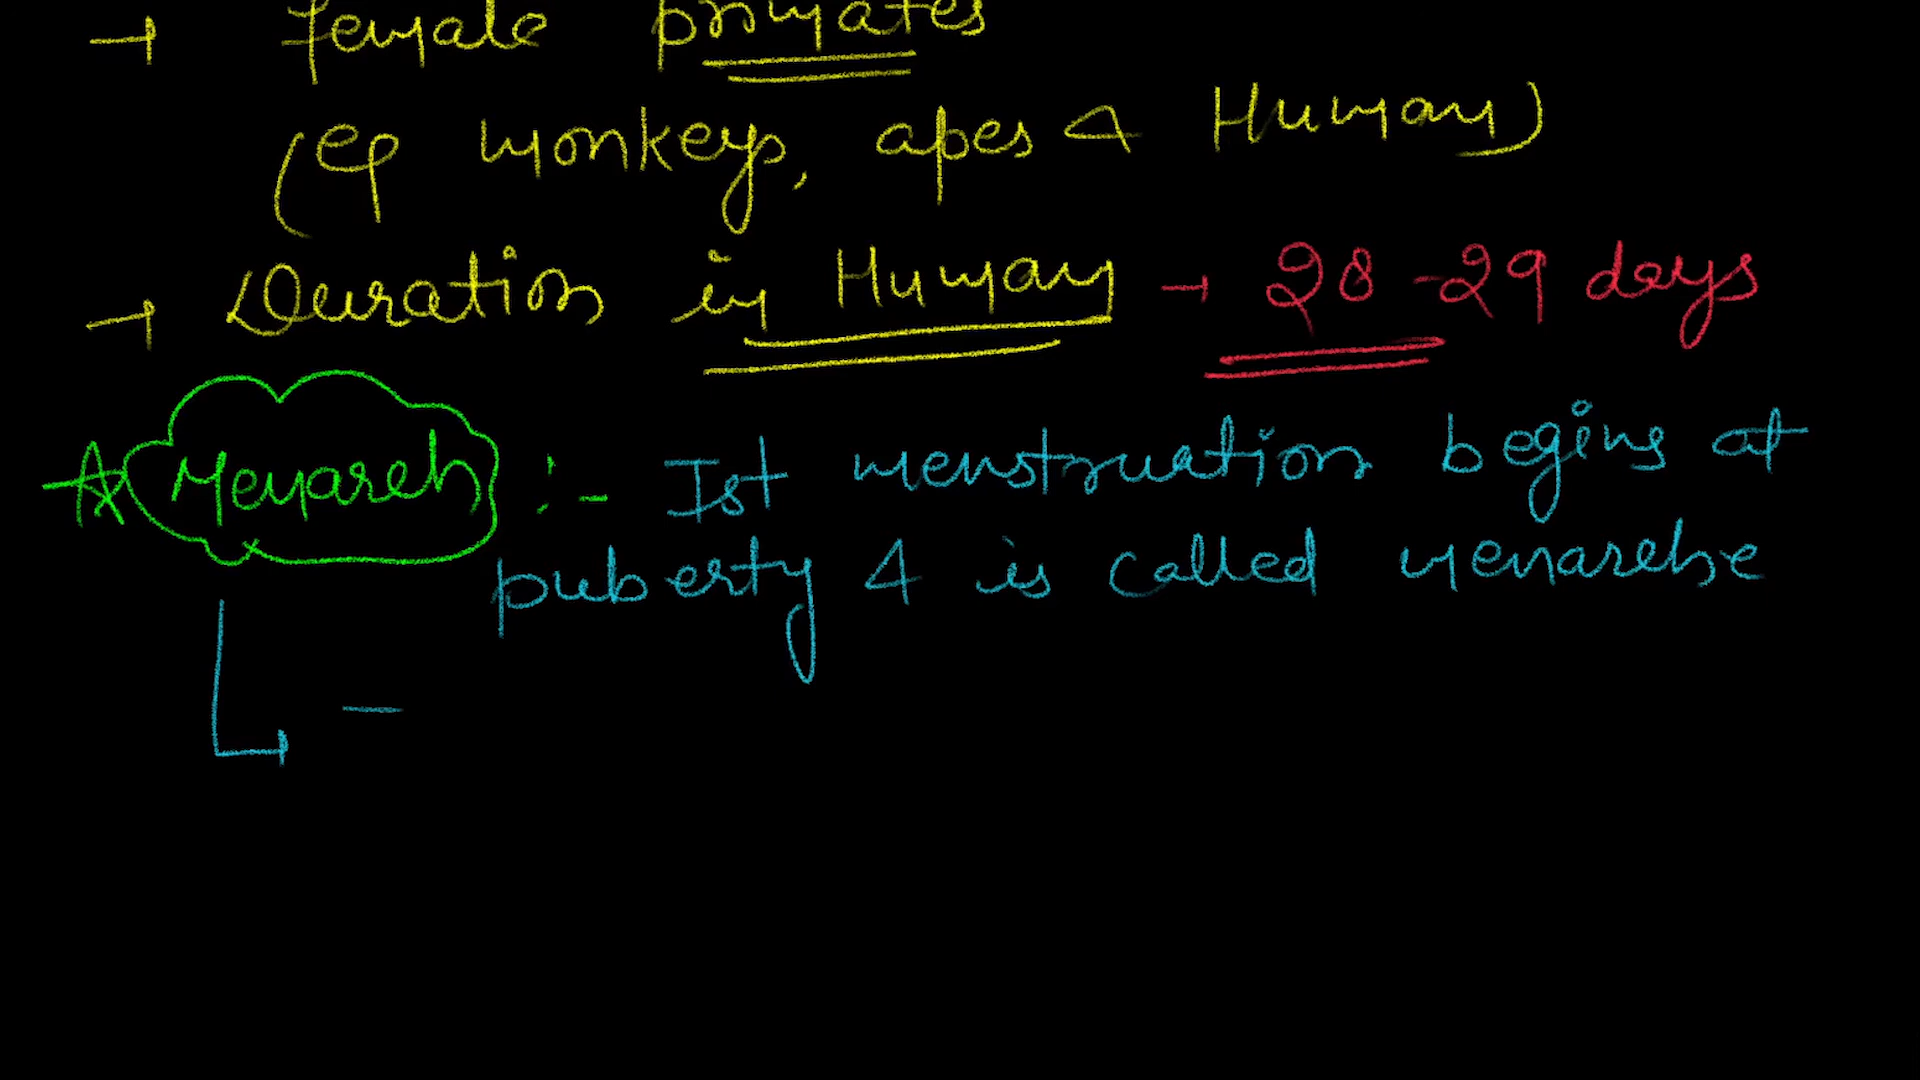 → female primates
(eg monkeys, apes & Human)
→ Duration in Human → 28-29 days
Menarch :- Ist menstruation begins at
puberty & is called menarche